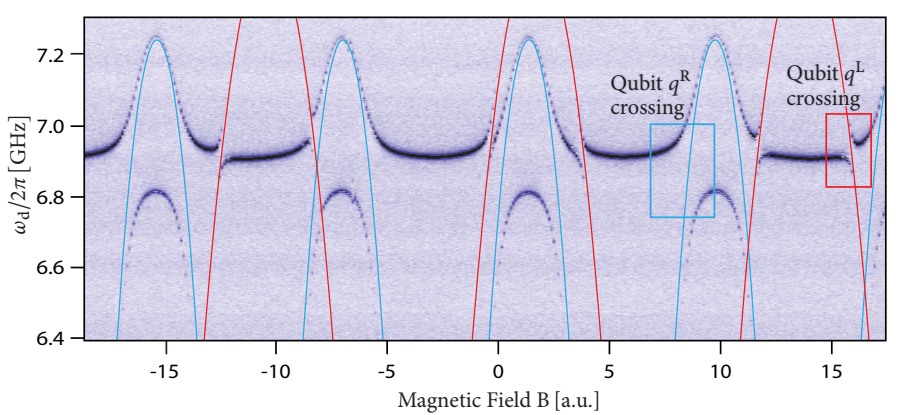 7.2
7.0
6.8
6.6
6.4
ω_d/2π [GHz]
Qubit q^R
crossing
Qubit q^L
crossing
-15 -10 -5 0 5 10 15
Magnetic Field B [a.u.]